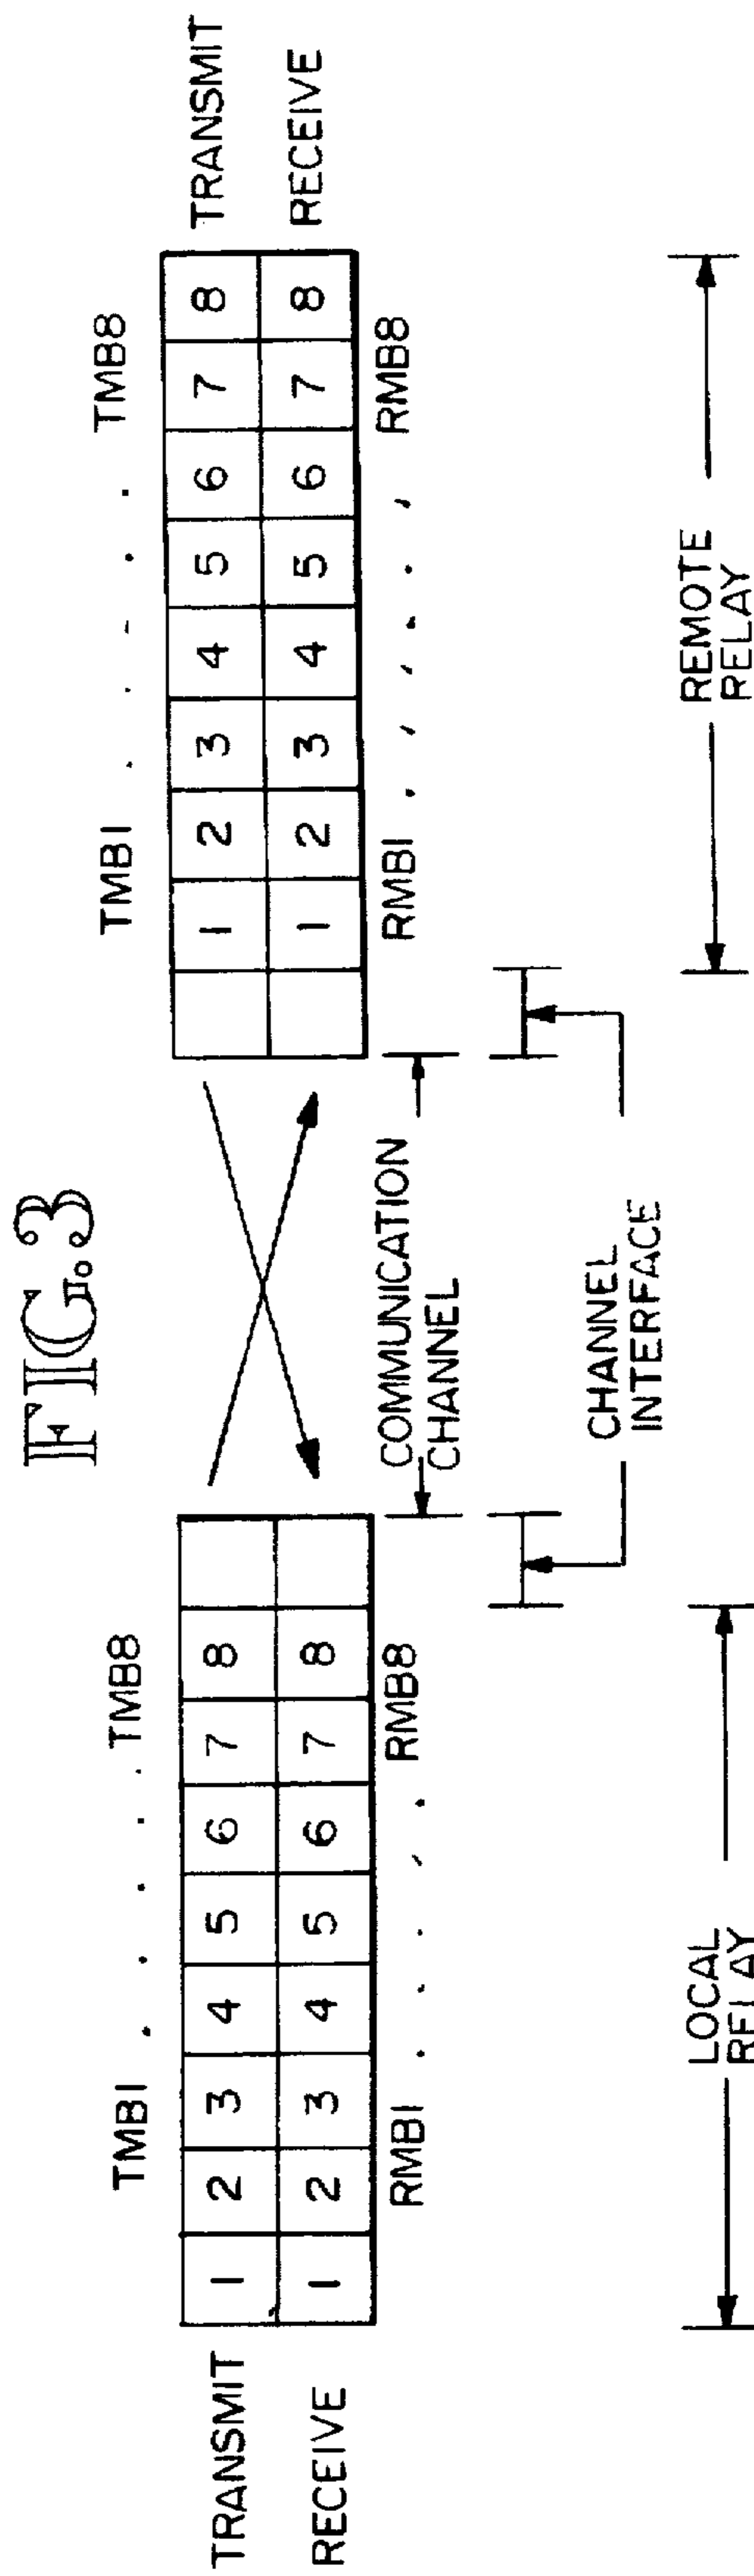 FIG. 3
TMB1 . . . . . TMB8
TRANSMIT 1 2 3 4 5 6 7 8
RECEIVE 1 2 3 4 5 6 7 8
RMB1 . . . . . RMB8
TMB1 . . . . . TMB8
1 2 3 4 5 6 7 8 TRANSMIT
1 2 3 4 5 6 7 8 RECEIVE
RMB1 . . . . . RMB8
COMMUNICATION
CHANNEL
CHANNEL
INTERFACE
LOCAL
RELAY
REMOTE
RELAY